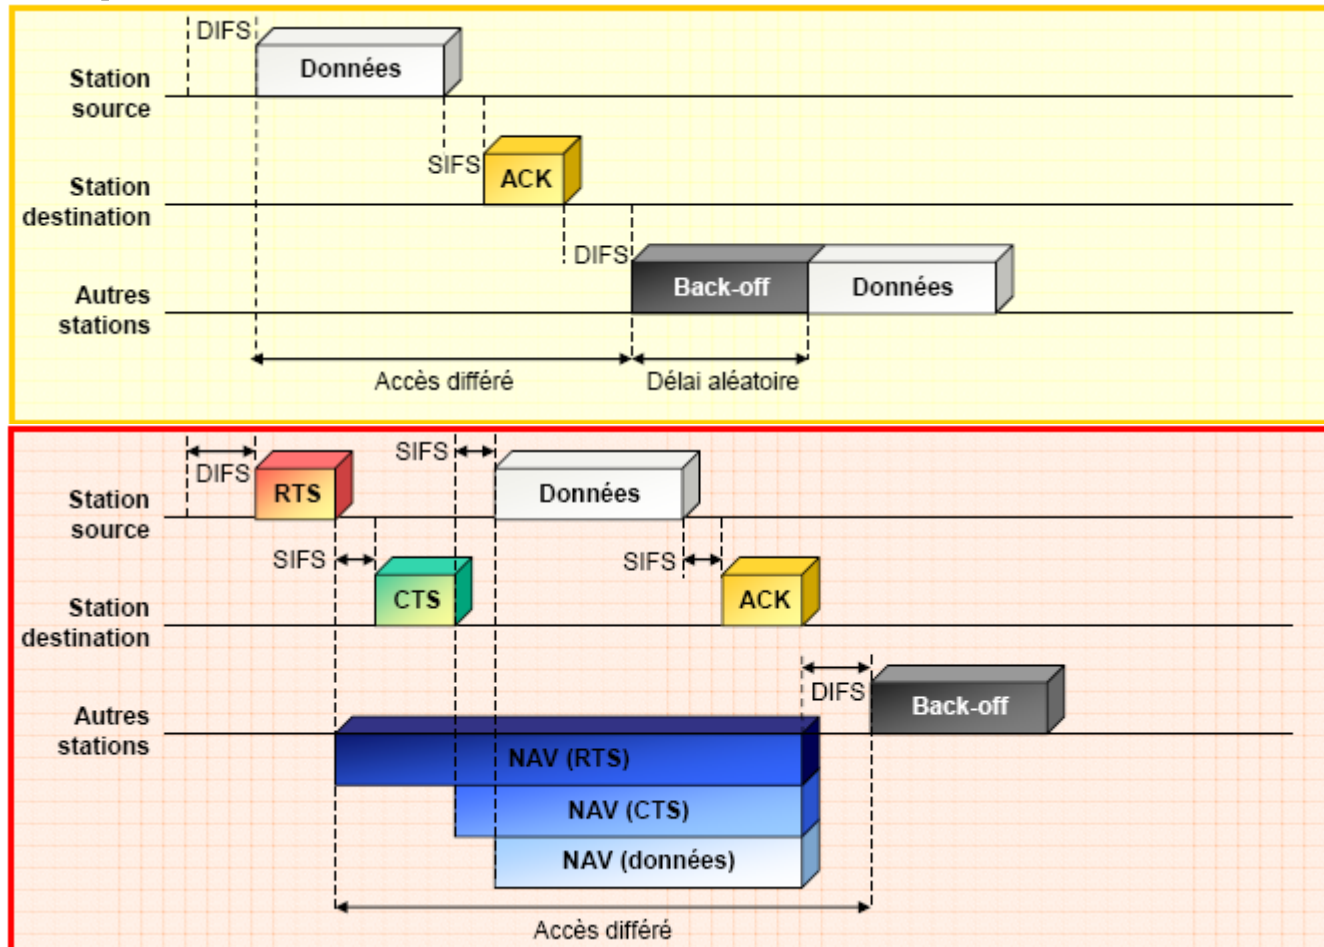 DIFS
Données
Station
source
SIFS
ACK
Station
destination
DIFS
Back-off
Données
Autres
stations
Accès différé
Délai aléatoire
SIFS
DIFS
RTS
Données
Station
source
SIFS
SIFS
CTS
ACK
Station
destination
DIFS
Back-off
Autres
stations
NAV (RTS)
NAV (CTS)
NAV (données)
Accès différé